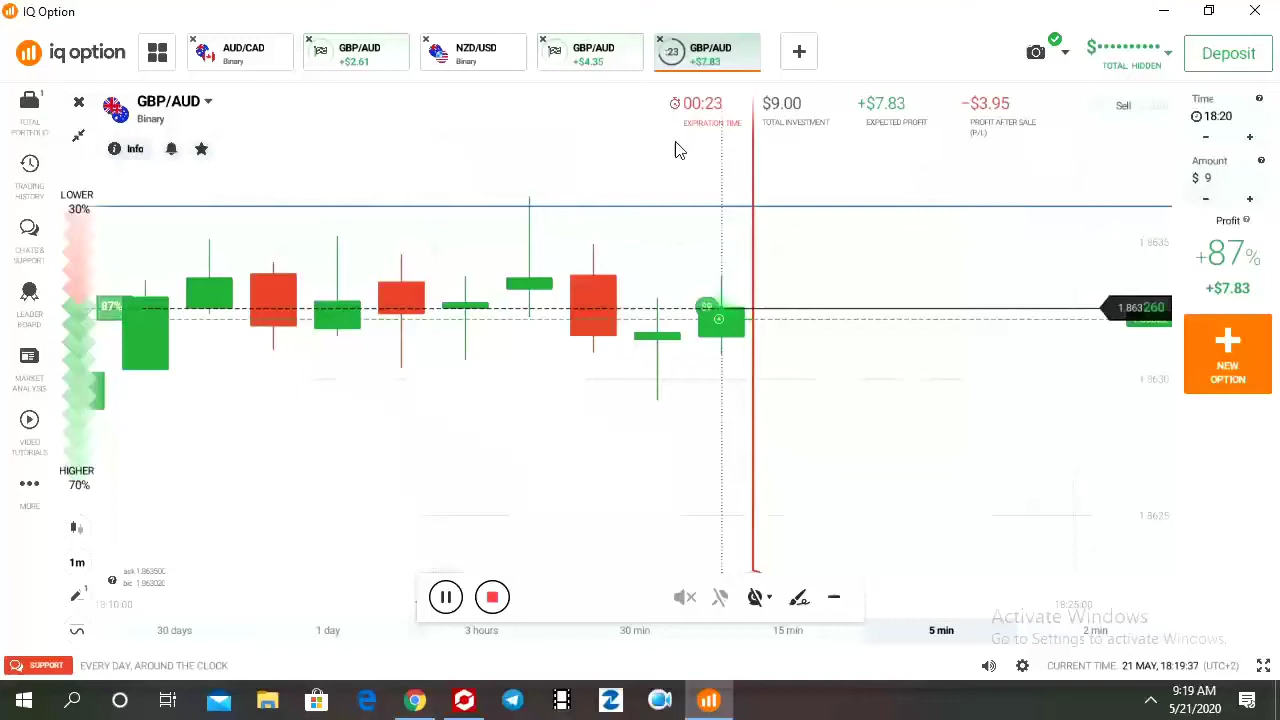 IQ Option
iq option
AUD/CAD
Binary
GBP/AUD
+$2.61
NZD/USD
Binary
GBP/AUD
+$4.35
:23
GBP/AUD
+$7.83
$••••••••••
TOTAL HIDDEN
Deposit
1
TOTAL
PORTFOLIO
TRADING
HISTORY
CHATS &
SUPPORT
LEADER
BOARD
MARKET
ANALYSIS
VIDEO
TUTORIALS
MORE
GBP/AUD
Binary
Info
00:23
EXPIRATION TIME
$9.00
TOTAL INVESTMENT
+$7.83
EXPECTED PROFIT
−$3.95
PROFIT AFTER SALE
(P/L)
Sell
LOWER
30%
87%
$9
HIGHER
70%
1m
1
ask 1.863500
bid 1.863020
1.8635
1.863260
1.8630
1.8625
18:10:00
18:25:00
30 days
1 day
3 hours
30 min
15 min
5 min
2 min
Time
18:20
Amount
$ 9
Profit
+87%
+$7.83
NEW
OPTION
Activate Windows
Go to Settings to activate Windows.
SUPPORT
EVERY DAY, AROUND THE CLOCK
CURRENT TIME: 21 MAY, 18:19:37 (UTC+2)
9:19 AM
5/21/2020